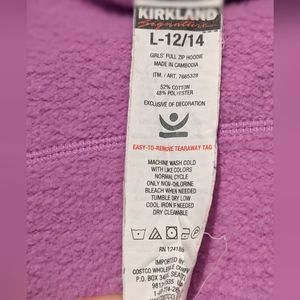 KIRKLAND
Signature
L-12/14
GIRLS' FULL ZIP HOODIE
MADE IN CAMBODIA
ITM. / ART. 7665328
52% COTTON
48% POLYESTER
EXCLUSIVE OF DECORATION
EASY-TO-REMOVE TEARAWAY TAG
MACHINE WASH COLD
WITH LIKE COLORS
NORMAL CYCLE
ONLY NON-CHLORINE
BLEACH WHEN NEEDED
TUMBLE DRY LOW
COOL IRON IF NEEDED
DRY CLEANABLE
RN 124189
IMPORTED BY
COSTCO WHOLESALE
P.O. BOX